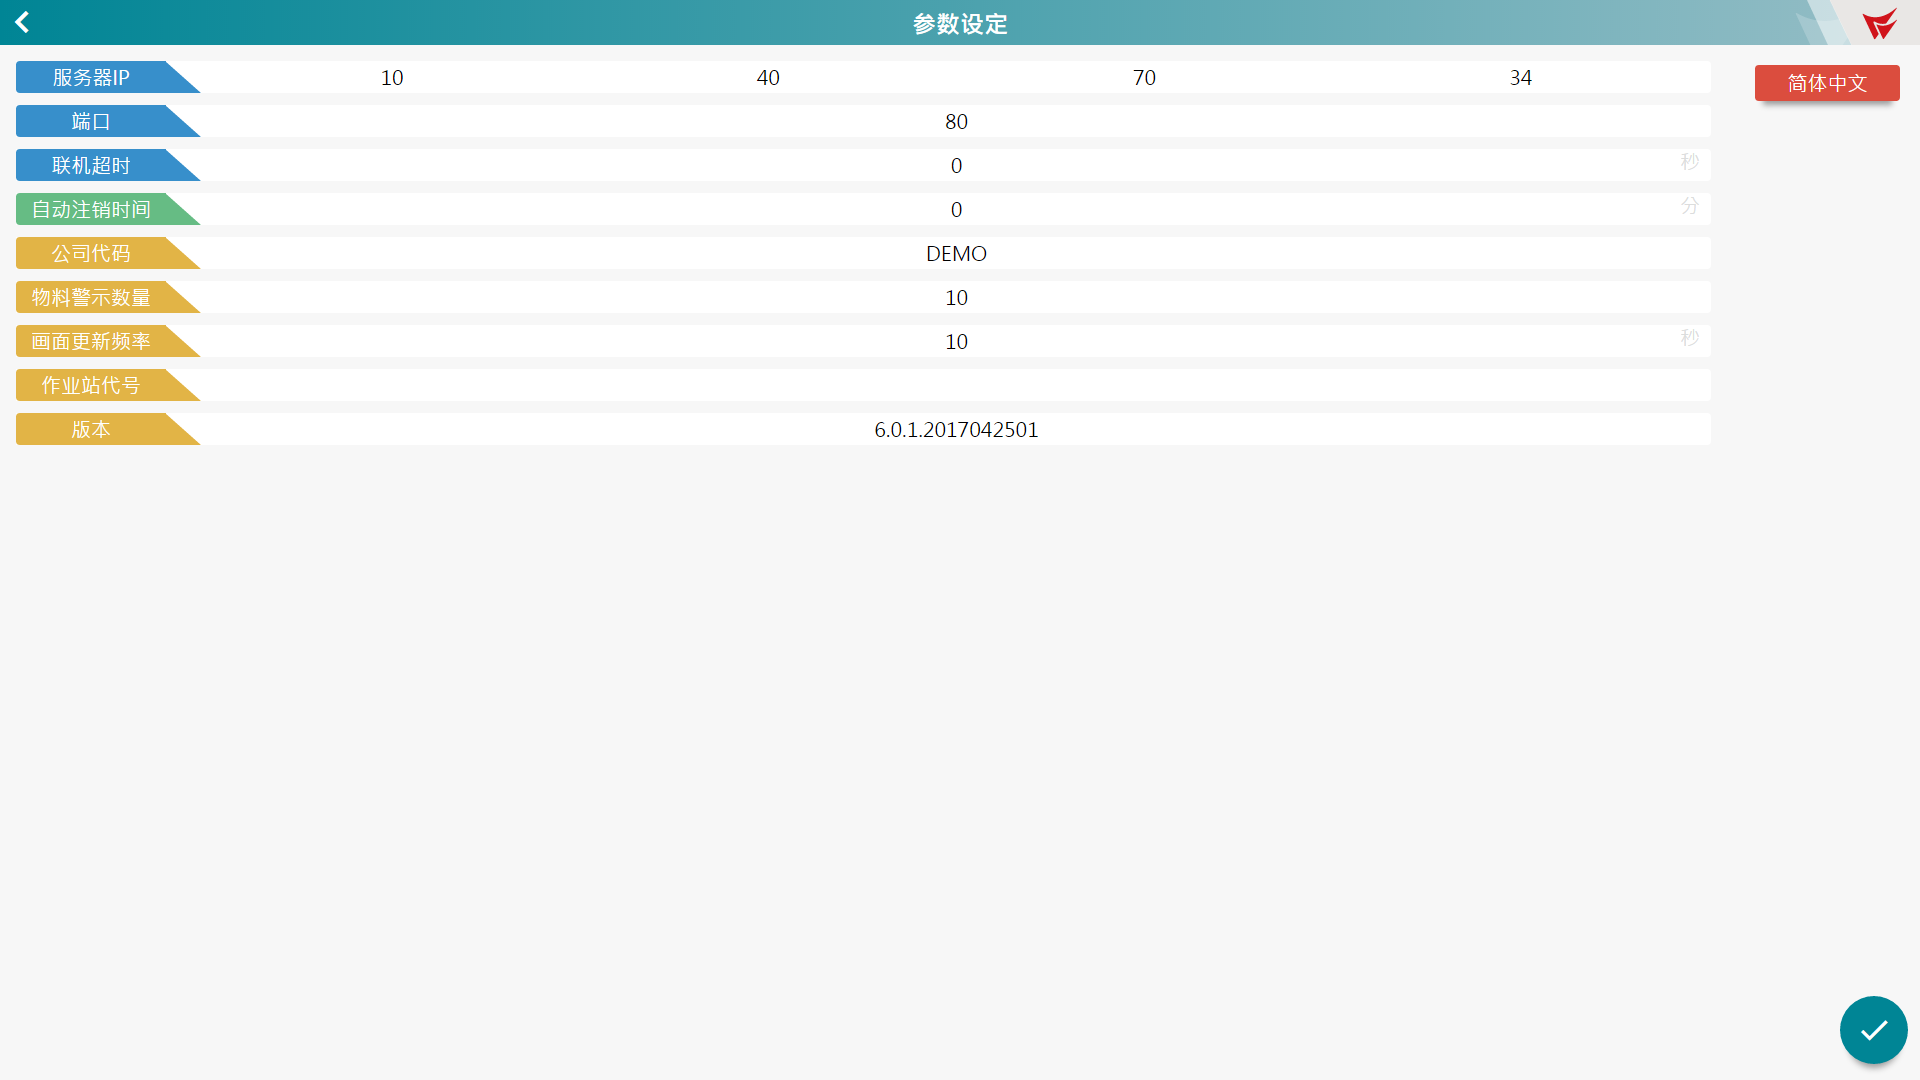 参数设定
服务器IP 10 40 70 34
简体中文
端口 80
联机超时 0 秒
自动注销时间 0 分
公司代码 DEMO
物料警示数量 10
画面更新频率 10 秒
作业站代号
版本 6.0.1.2017042501